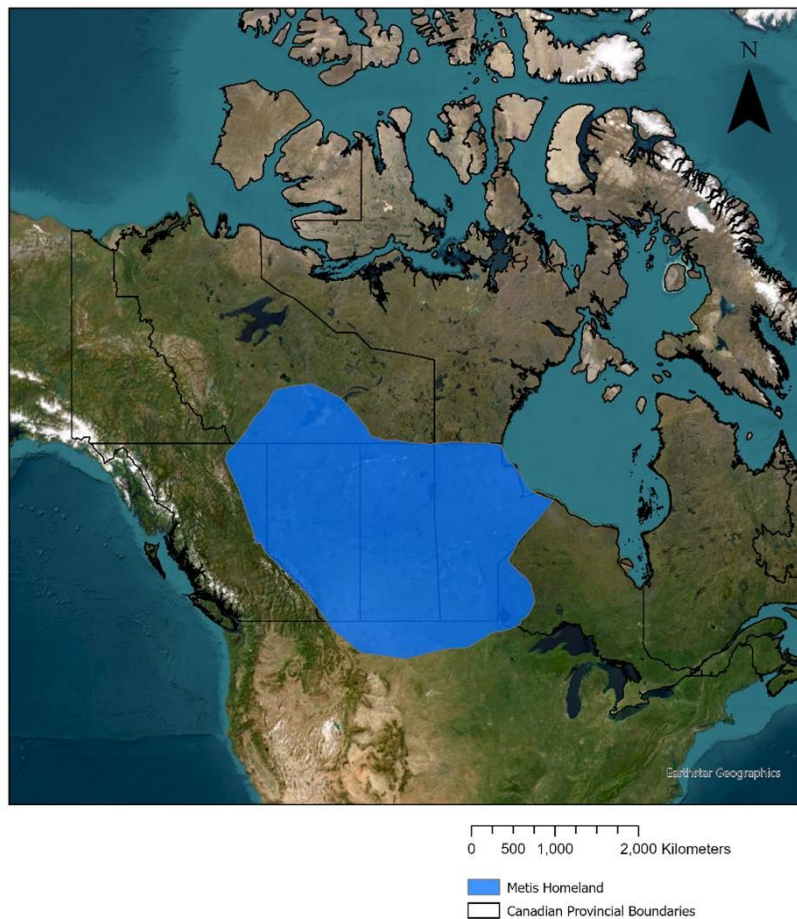 N
Earthstar Geographics
0 500 1,000 2,000 Kilometers
Metis Homeland
Canadian Provincial Boundaries